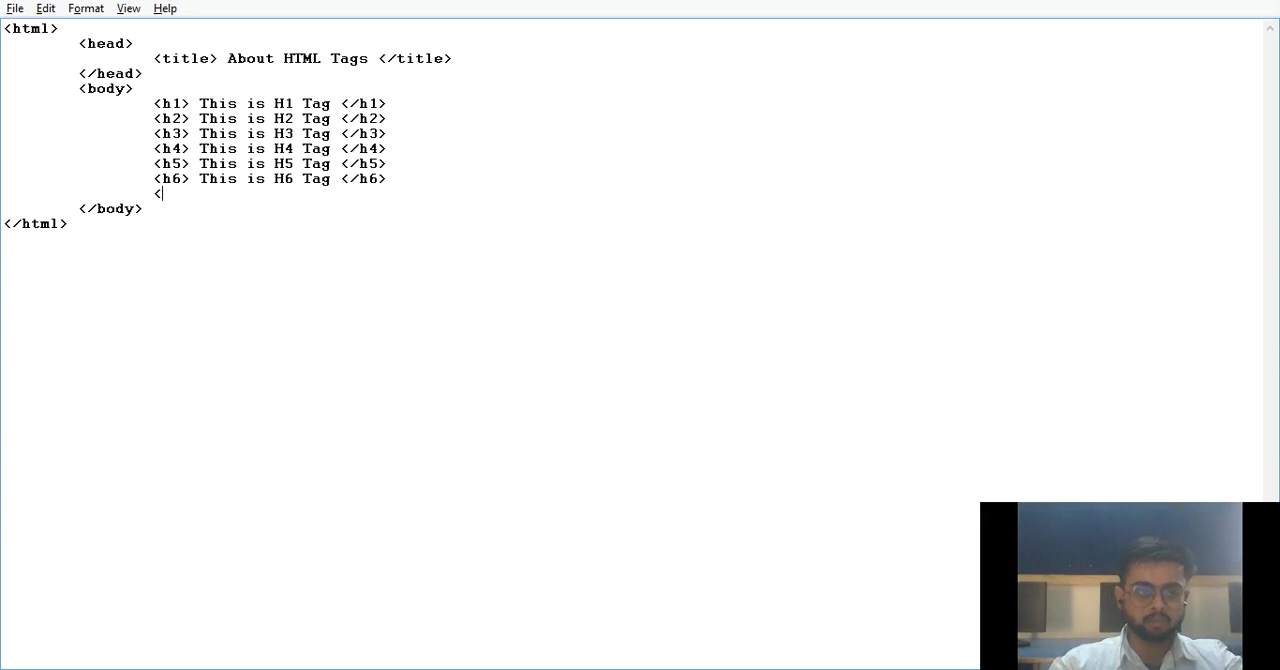 File Edit Format View Help
<html>
<head>
<title> About HTML Tags </title>
</head>
<body>
<h1> This is H1 Tag </h1>
<h2> This is H2 Tag </h2>
<h3> This is H3 Tag </h3>
<h4> This is H4 Tag </h4>
<h5> This is H5 Tag </h5>
<h6> This is H6 Tag </h6>
<
</body>
</html>